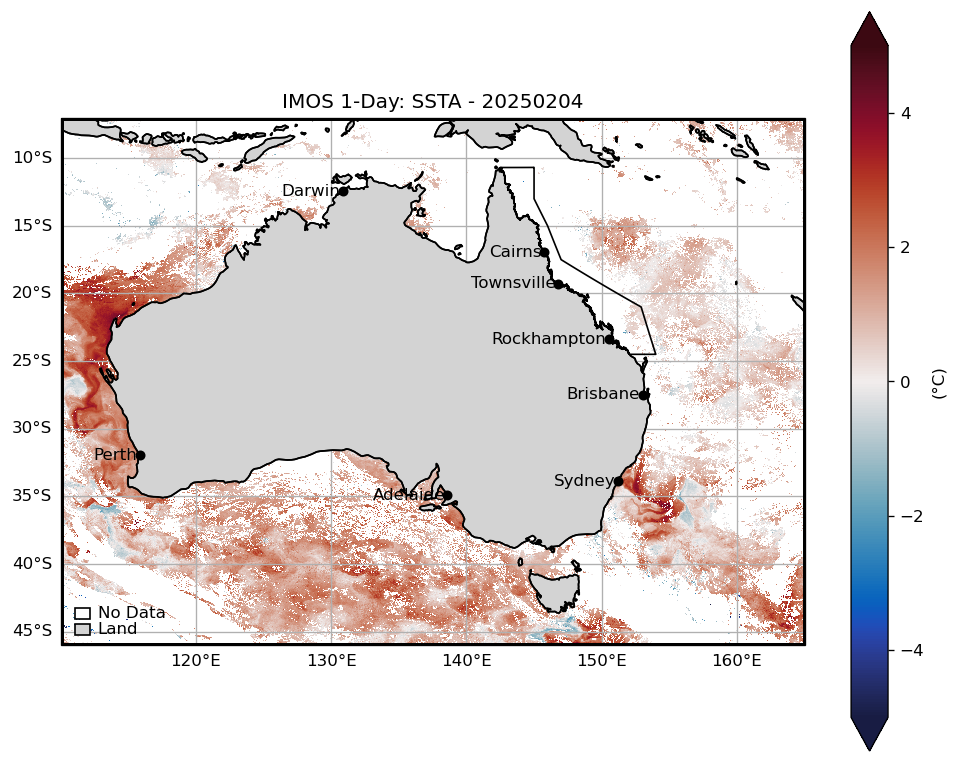 IMOS 1-Day: SSTA - 20250204
10°S
15°S
20°S
25°S
30°S
35°S
40°S
45°S
Darwin
Cairns
Townsville
Rockhampton
Brisbane
Perth
Sydney
Adelaide
No Data
Land
120°E 130°E 140°E 150°E 160°E
4
2
0
−2
−4
(°C)